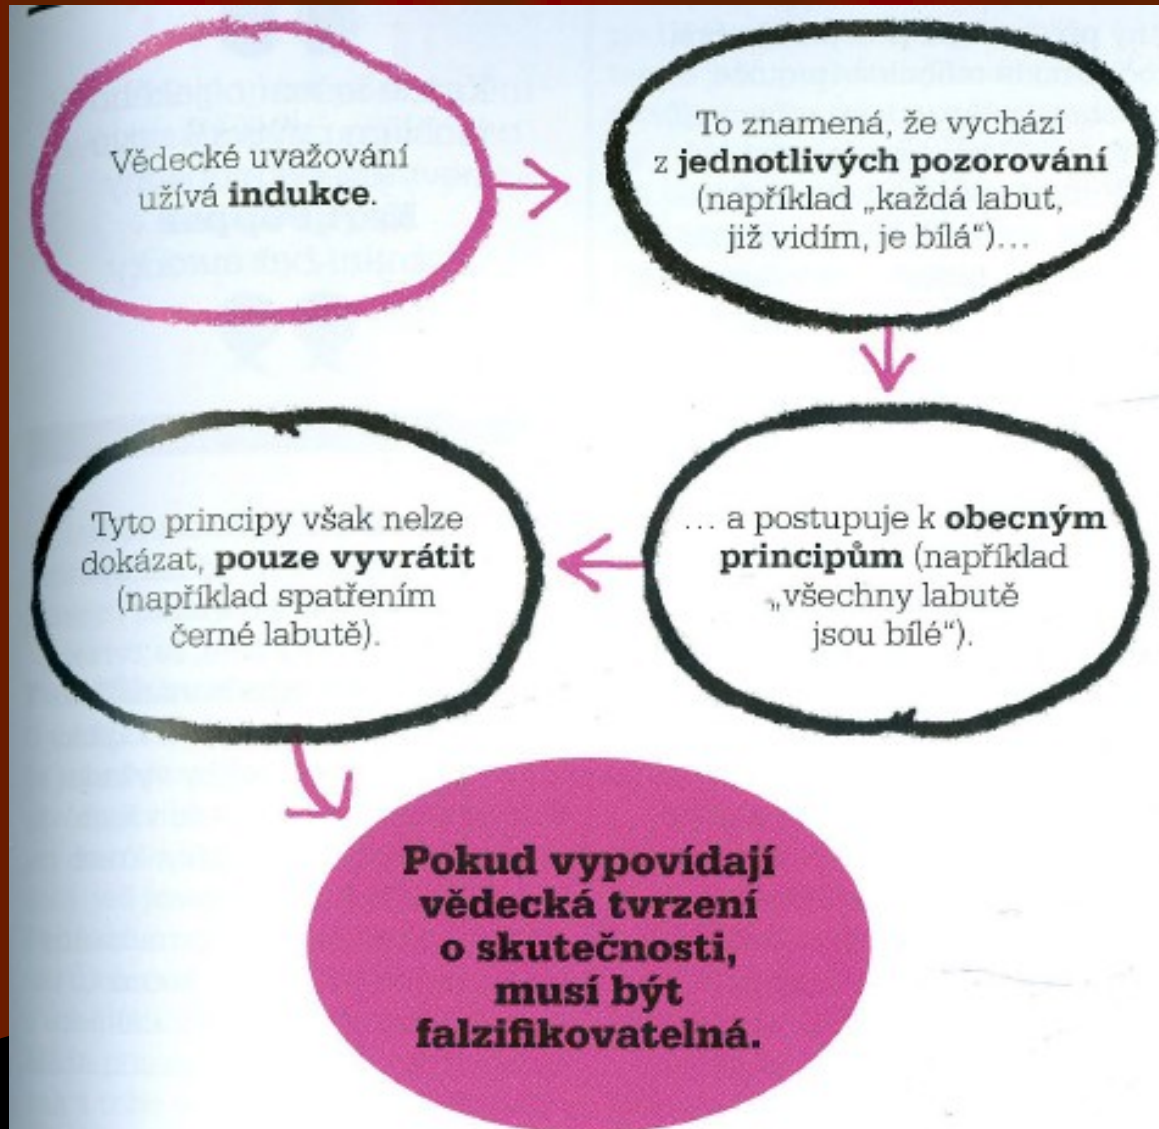 Vědecké uvažování
užívá indukce.
To znamená, že vychází
z jednotlivých pozorování
(například „každá labuť,
již vidím, je bílá“)…
… a postupuje k obecným
principům (například
„všechny labutě
jsou bílé“).
Tyto principy však nelze
dokázat, pouze vyvrátit
(například spatřením
černé labutě).
Pokud vypovídají
vědecká tvrzení
o skutečnosti,
musí být
falzifikovatelná.